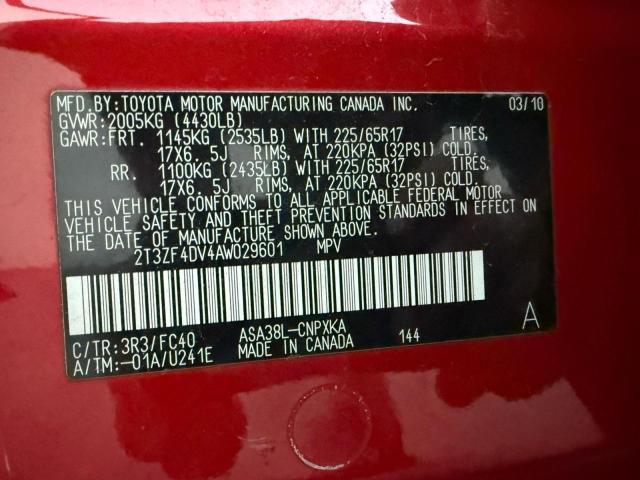 MFD.BY:TOYOTA MOTOR MANUFACTURING CANADA INC. 03/10
GVWR:2005KG (4430LB)
GAWR:FRT. 1145KG (2535LB) WITH 225/65R17 TIRES,
17X6.5J RIMS, AT 220KPA (32PSI) COLD.
RR. 1100KG (2435LB) WITH 225/65R17 TIRES,
17X6.5J RIMS, AT 220KPA (32PSI) COLD.
THIS VEHICLE CONFORMS TO ALL APPLICABLE FEDERAL MOTOR
VEHICLE SAFETY AND THEFT PREVENTION STANDARDS IN EFFECT ON
THE DATE OF MANUFACTURE SHOWN ABOVE.
2T3ZF4DV4AW029601 MPV
C/TR:3R3/FC40 ASA38L-CNPXKA 144 A
A/TM:-01A/U241E MADE IN CANADA